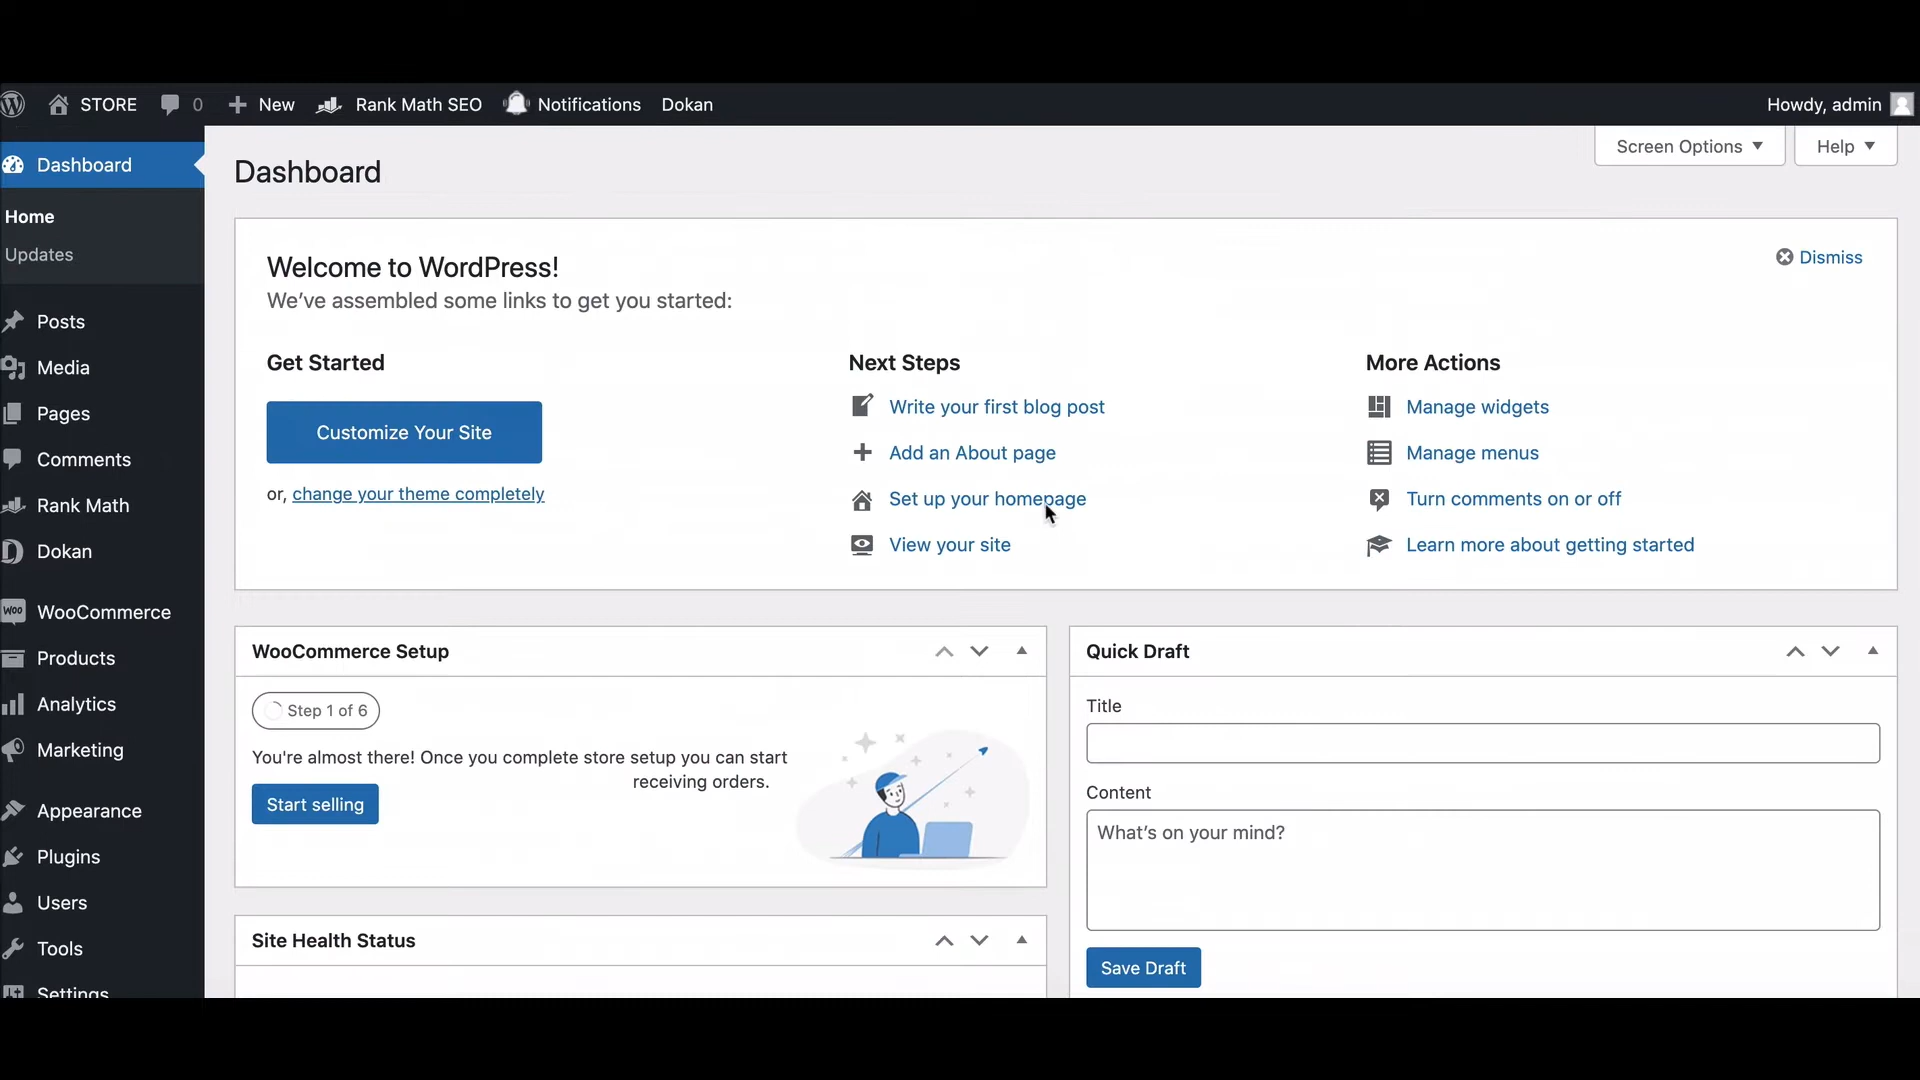 STORE 0 New Rank Math SEO Notifications Dokan Howdy, admin
Dashboard
Home
Updates
Posts
Media
Pages
Comments
Rank Math
Dokan
WooCommerce
Products
Analytics
Marketing
Appearance
Plugins
Users
Tools
Settings
Dashboard
Screen Options Help
Welcome to WordPress!
We've assembled some links to get you started:
Dismiss
Get Started
Customize Your Site
or, change your theme completely
Next Steps
Write your first blog post
Add an About page
Set up your homepage
View your site
More Actions
Manage widgets
Manage menus
Turn comments on or off
Learn more about getting started
WooCommerce Setup
Step 1 of 6
You're almost there! Once you complete store setup you can start
receiving orders.
Start selling
Site Health Status
Quick Draft
Title
Content
What's on your mind?
Save Draft